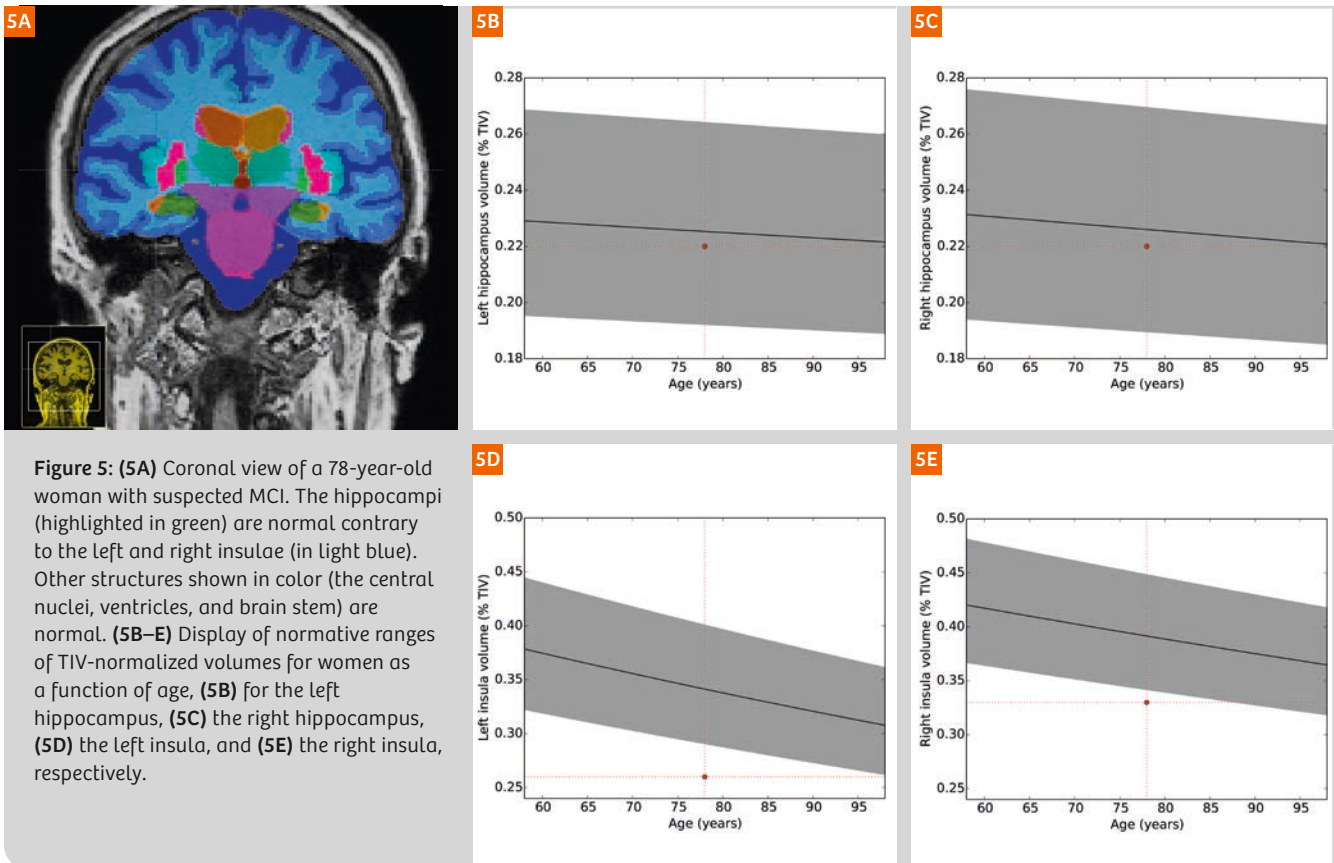 5A
5B
0.28
0.26
0.24
0.22
0.20
0.18
Left hippocampus volume (% TIV)
60 65 70 75 80 85 90 95
Age (years)
5C
0.28
0.26
0.24
0.22
0.20
0.18
Right hippocampus volume (% TIV)
60 65 70 75 80 85 90 95
Age (years)
Figure 5: (5A) Coronal view of a 78-year-old
woman with suspected MCI. The hippocampi
(highlighted in green) are normal contrary
to the left and right insulae (in light blue).
Other structures shown in color (the central
nuclei, ventricles, and brain stem) are
normal. (5B–E) Display of normative ranges
of TIV-normalized volumes for women as
a function of age, (5B) for the left
hippocampus, (5C) the right hippocampus,
(5D) the left insula, and (5E) the right insula,
respectively.
5D
0.50
0.45
0.40
0.35
0.30
0.25
Left insula volume (% TIV)
60 65 70 75 80 85 90 95
Age (years)
5E
0.50
0.45
0.40
0.35
0.30
0.25
Right insula volume (% TIV)
60 65 70 75 80 85 90 95
Age (years)